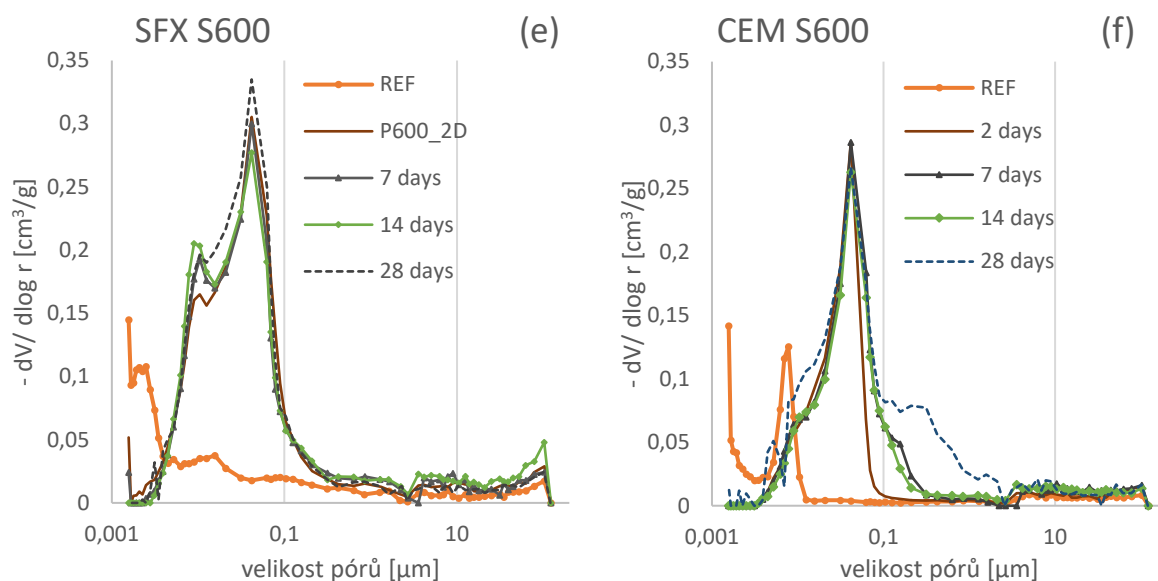 SFX S600
(e)
0,35
0,3
0,25
0,2
0,15
0,1
0,05
0
- dV/ dlog r [cm³/g]
REF
P600_2D
7 days
14 days
28 days
0,001
0,1
10
velikost pórů [µm]
CEM S600
(f)
0,35
0,3
0,25
0,2
0,15
0,1
0,05
0
- dV/ dlog r [cm³/g]
REF
2 days
7 days
14 days
28 days
0,001
0,1
10
velikost pórů [µm]